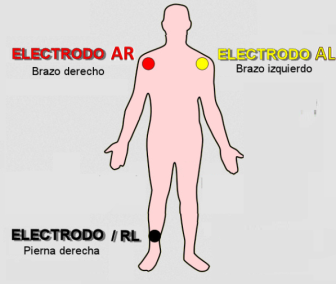 ELECTRODO AR
Brazo derecho
ELECTRODO AL
Brazo izquierdo
ELECTRODO / RL
Pierna derecha